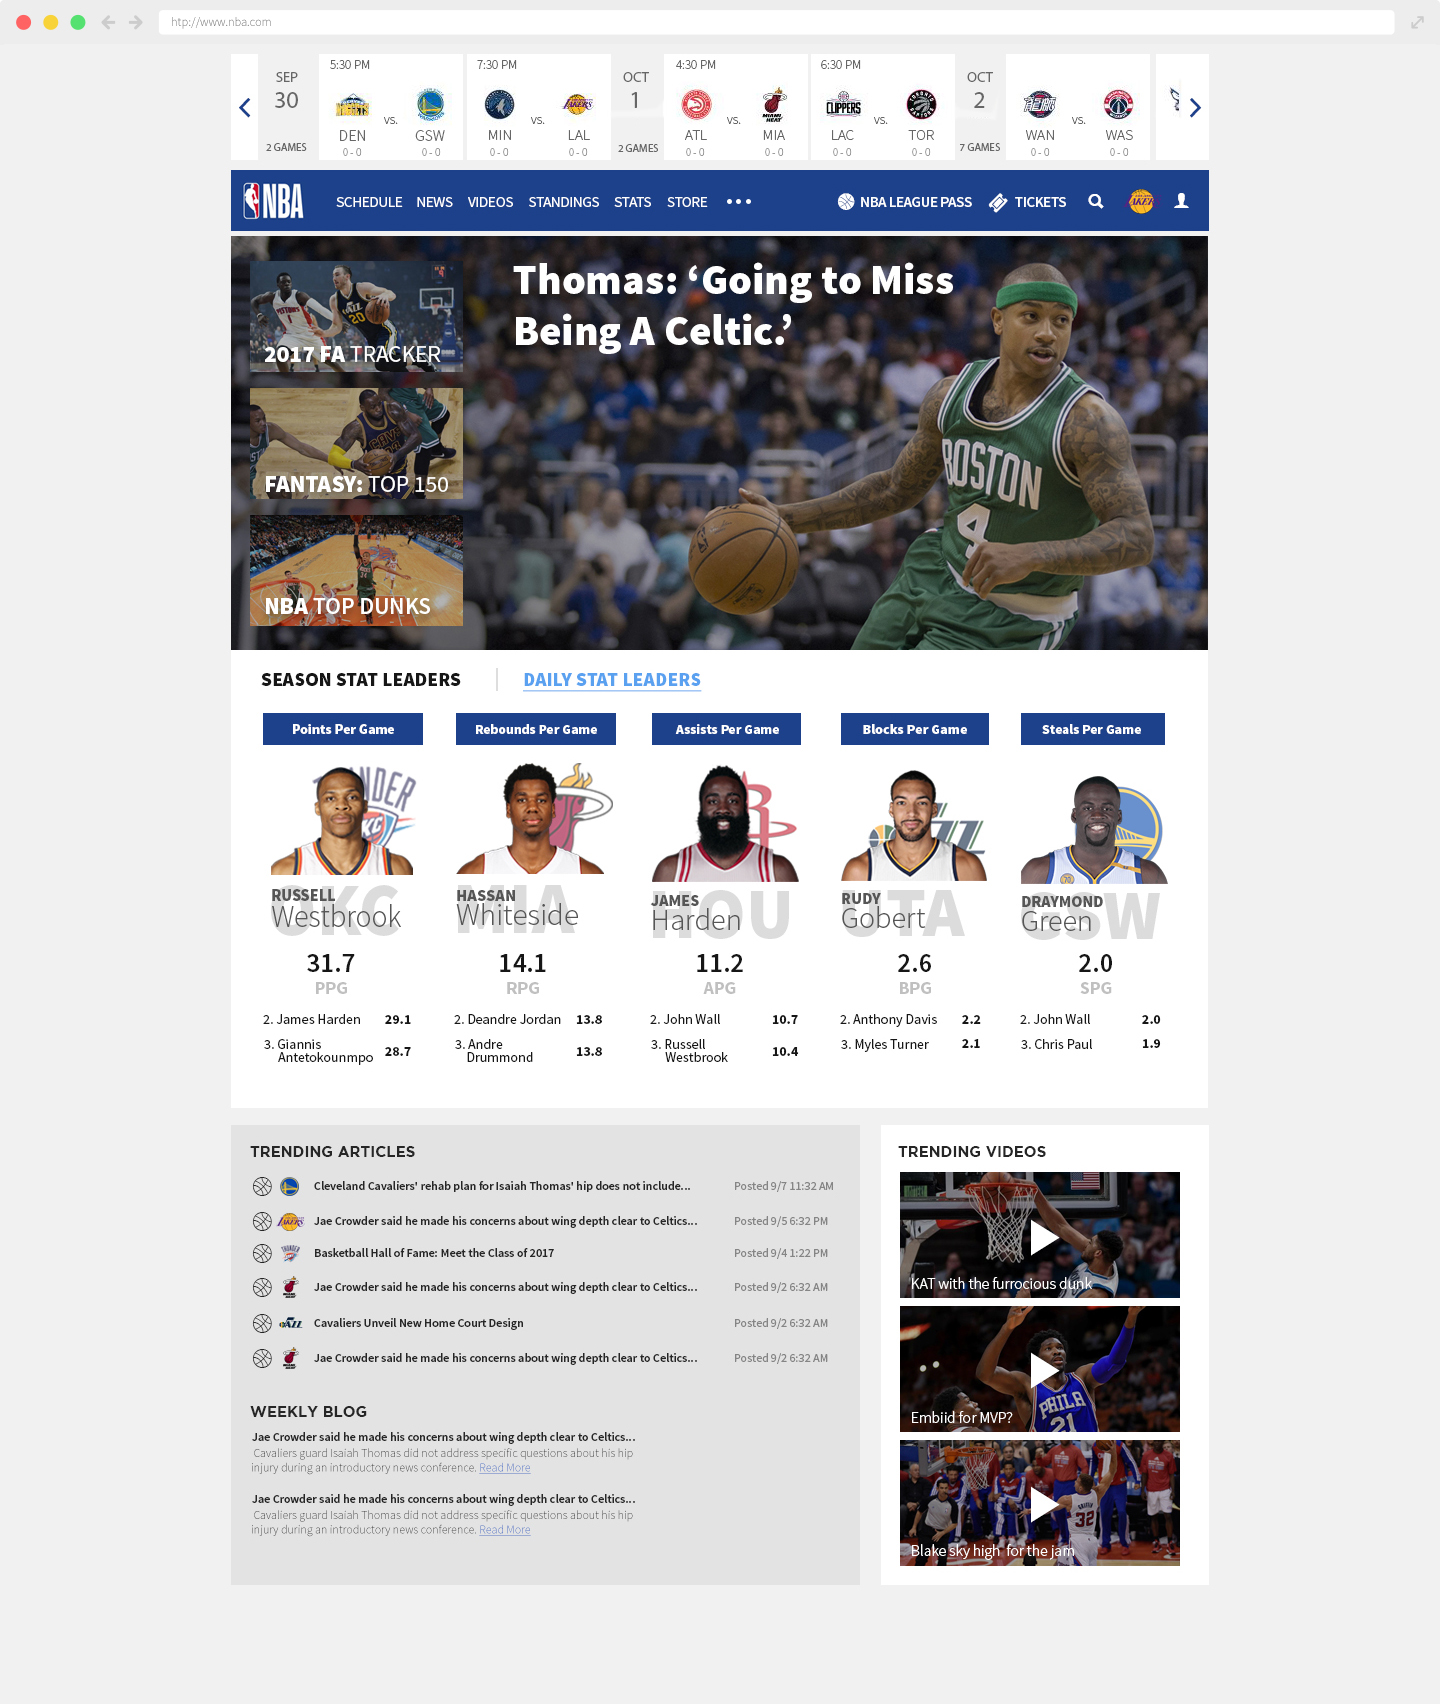 htp://www.nba.com
SEP
30
2 GAMES
5:30 PM
DEN
0 - 0
vs.
GSW
0 - 0
7:30 PM
MIN
0 - 0
vs.
LAKERS
LAL
0 - 0
OCT
1
2 GAMES
4:30 PM
ATL
0 - 0
vs.
MIAMI HEAT
MIA
0 - 0
6:30 PM
CLIPPERS
LAC
0 - 0
vs.
TOR
0 - 0
OCT
2
7 GAMES
WAN
0 - 0
vs.
WAS
0 - 0
NBA
SCHEDULE NEWS VIDEOS STANDINGS STATS STORE
NBA LEAGUE PASS TICKETS
Thomas: ‘Going to Miss
Being A Celtic.’
2017 FA TRACKER
FANTASY: TOP 150
NBA TOP DUNKS
BOSTON
4
SEASON STAT LEADERS
DAILY STAT LEADERS
Points Per Game
OKC
RUSSELL
Westbrook
31.7
PPG
2. James Harden 29.1
3. Giannis
Antetokounmpo 28.7
Rebounds Per Game
MIA
HASSAN
Whiteside
14.1
RPG
2. Deandre Jordan 13.8
3. Andre
Drummond 13.8
Assists Per Game
HOU
JAMES
Harden
11.2
APG
2. John Wall 10.7
3. Russell
Westbrook 10.4
Blocks Per Game
UTA
RUDY
Gobert
2.6
BPG
2. Anthony Davis 2.2
3. Myles Turner 2.1
Steals Per Game
GSW
DRAYMOND
Green
2.0
SPG
2. John Wall 2.0
3. Chris Paul 1.9
TRENDING ARTICLES
Cleveland Cavaliers' rehab plan for Isaiah Thomas' hip does not include... Posted 9/7 11:32 AM
Jae Crowder said he made his concerns about wing depth clear to Celtics... Posted 9/5 6:32 PM
Basketball Hall of Fame: Meet the Class of 2017 Posted 9/4 1:22 PM
Jae Crowder said he made his concerns about wing depth clear to Celtics... Posted 9/2 6:32 AM
Cavaliers Unveil New Home Court Design Posted 9/2 6:32 AM
Jae Crowder said he made his concerns about wing depth clear to Celtics... Posted 9/2 6:32 AM
WEEKLY BLOG
Jae Crowder said he made his concerns about wing depth clear to Celtics...
Cavaliers guard Isaiah Thomas did not address specific questions about his hip
injury during an introductory news conference. Read More
Jae Crowder said he made his concerns about wing depth clear to Celtics...
Cavaliers guard Isaiah Thomas did not address specific questions about his hip
injury during an introductory news conference. Read More
TRENDING VIDEOS
KAT with the furrocious dunk
PHILA
21
Embiid for MVP?
32
Blake sky high for the jam